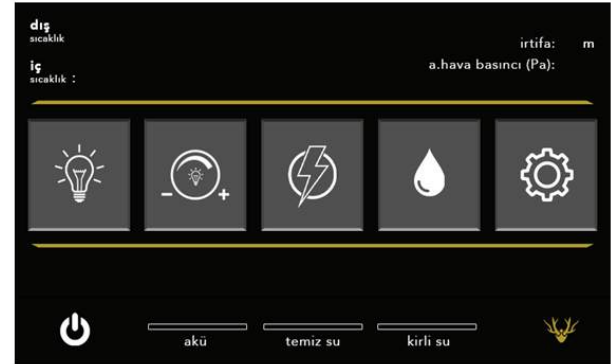 dış
sıcaklık
iç
sıcaklık :
irtifa: m
a.hava basıncı (Pa):
- +
akü temiz su kirli su